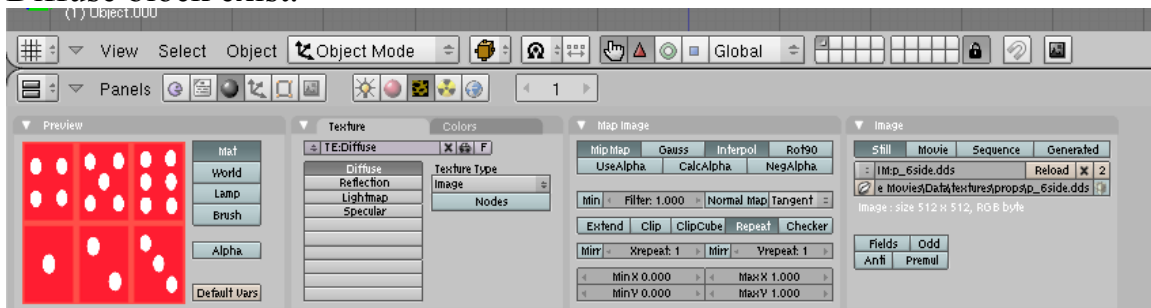 Diffuse block exist.
(1) Object.000
View Select Object Object Mode Global
Panels 1
Preview
Mat
World
Lamp
Brush
Alpha
Default Vars
Texture Colors
TE:Diffuse X F
Diffuse
Reflection
Lightmap
Specular
Texture Type
Image
Nodes
Map Image
MipMap Gauss Interpol Rot90
UseAlpha CalcAlpha NegAlpha
Min Filter: 1.000 Normal Map Tangent
Extend Clip ClipCube Repeat Checker
Mirr Xrepeat: 1 Mirr Yrepeat: 1
MinX 0.000 MaxX 1.000
MinY 0.000 MaxY 1.000
Image
Still Movie Sequence Generated
IM:p_6side.dds Reload X 2
e Movies\Data\textures\props\p_6side.dds
Image : size 512 x 512, RGB byte
Fields Odd
Anti Premul